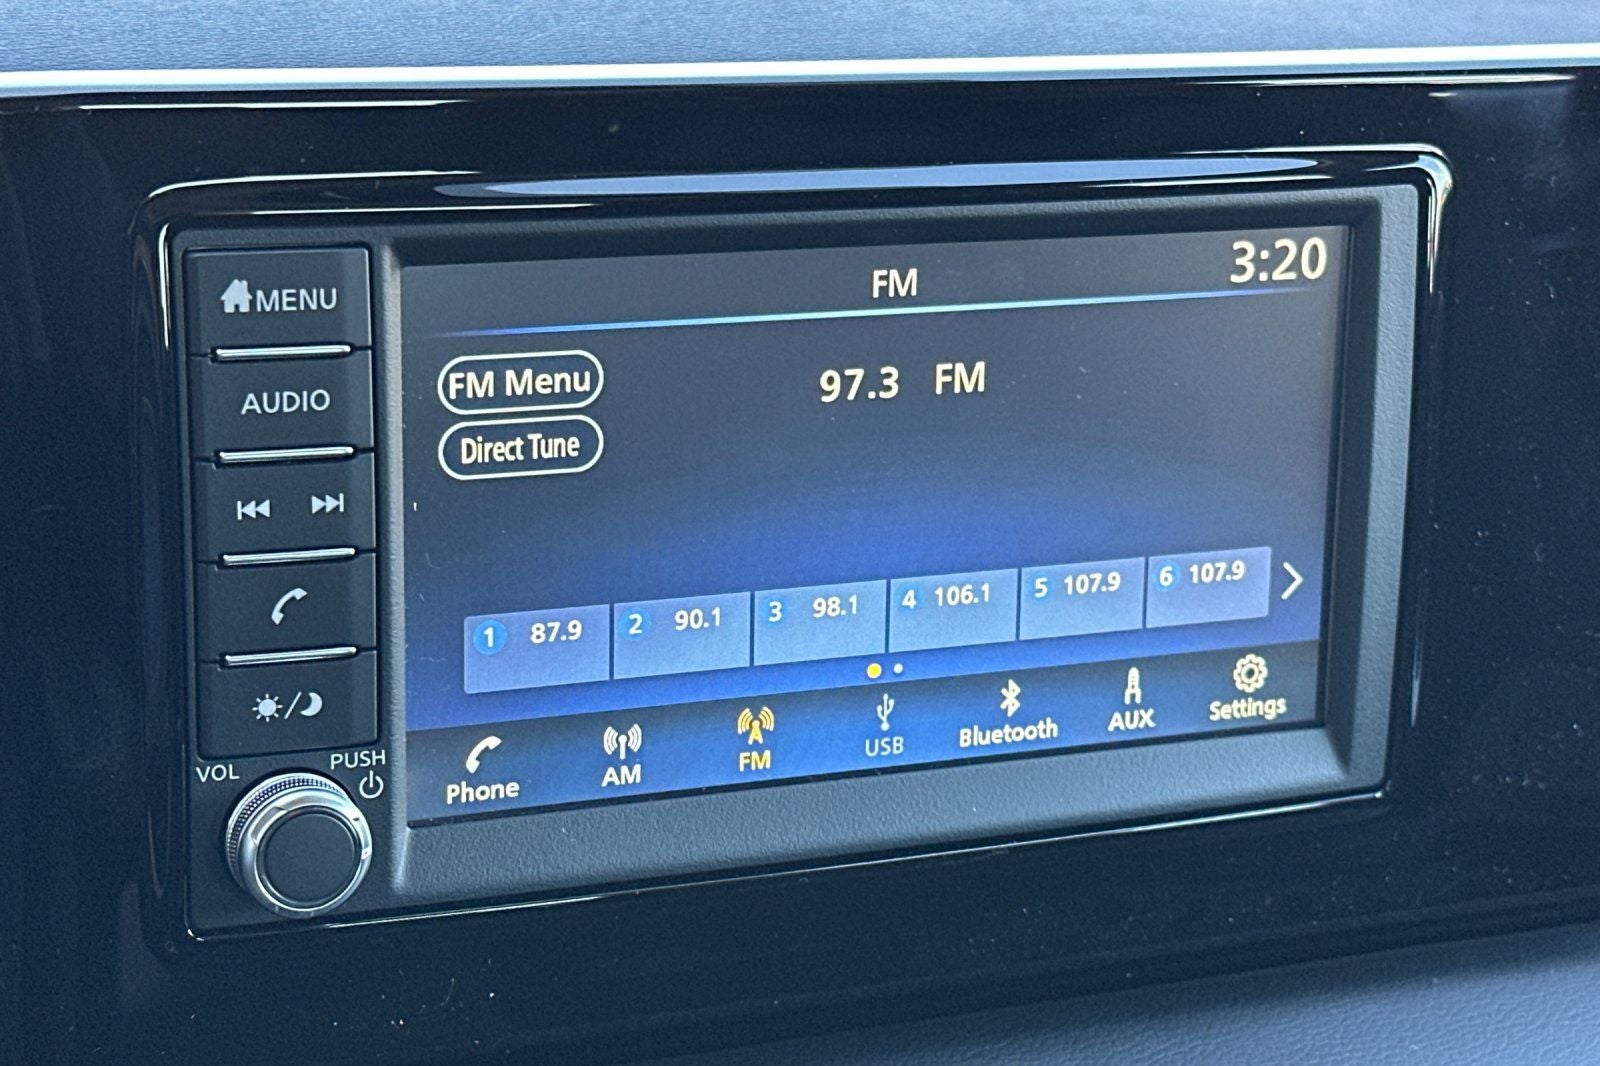 MENU
AUDIO
VOL
PUSH
FM
3:20
FM Menu
97.3 FM
Direct Tune
1 87.9
2 90.1
3 98.1
4 106.1
5 107.9
6 107.9
Phone
AM
FM
USB
Bluetooth
AUX
Settings